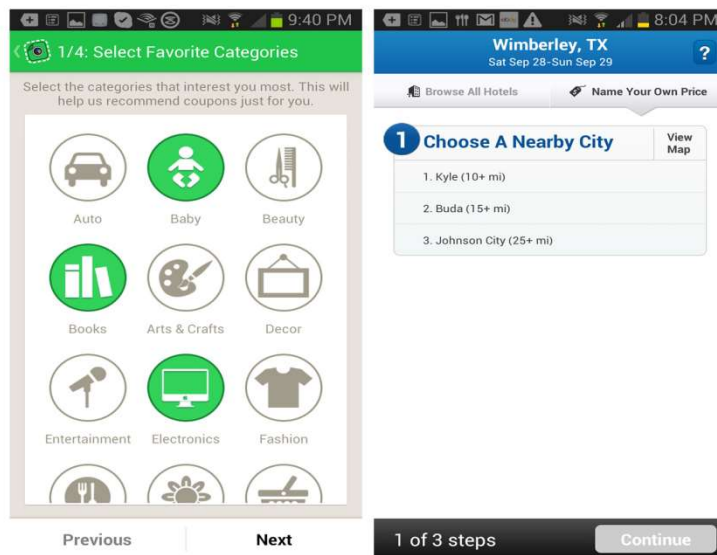 9:40 PM
1/4: Select Favorite Categories
Select the categories that interest you most. This will
help us recommend coupons just for you.
Auto
Baby
Beauty
Books
Arts & Crafts
Decor
Entertainment
Electronics
Fashion
Previous
Next
8:04 PM
Wimberley, TX
Sat Sep 28-Sun Sep 29
?
Browse All Hotels
Name Your Own Price
1 Choose A Nearby City
View
Map
1. Kyle (10+ mi)
2. Buda (15+ mi)
3. Johnson City (25+ mi)
1 of 3 steps
Continue